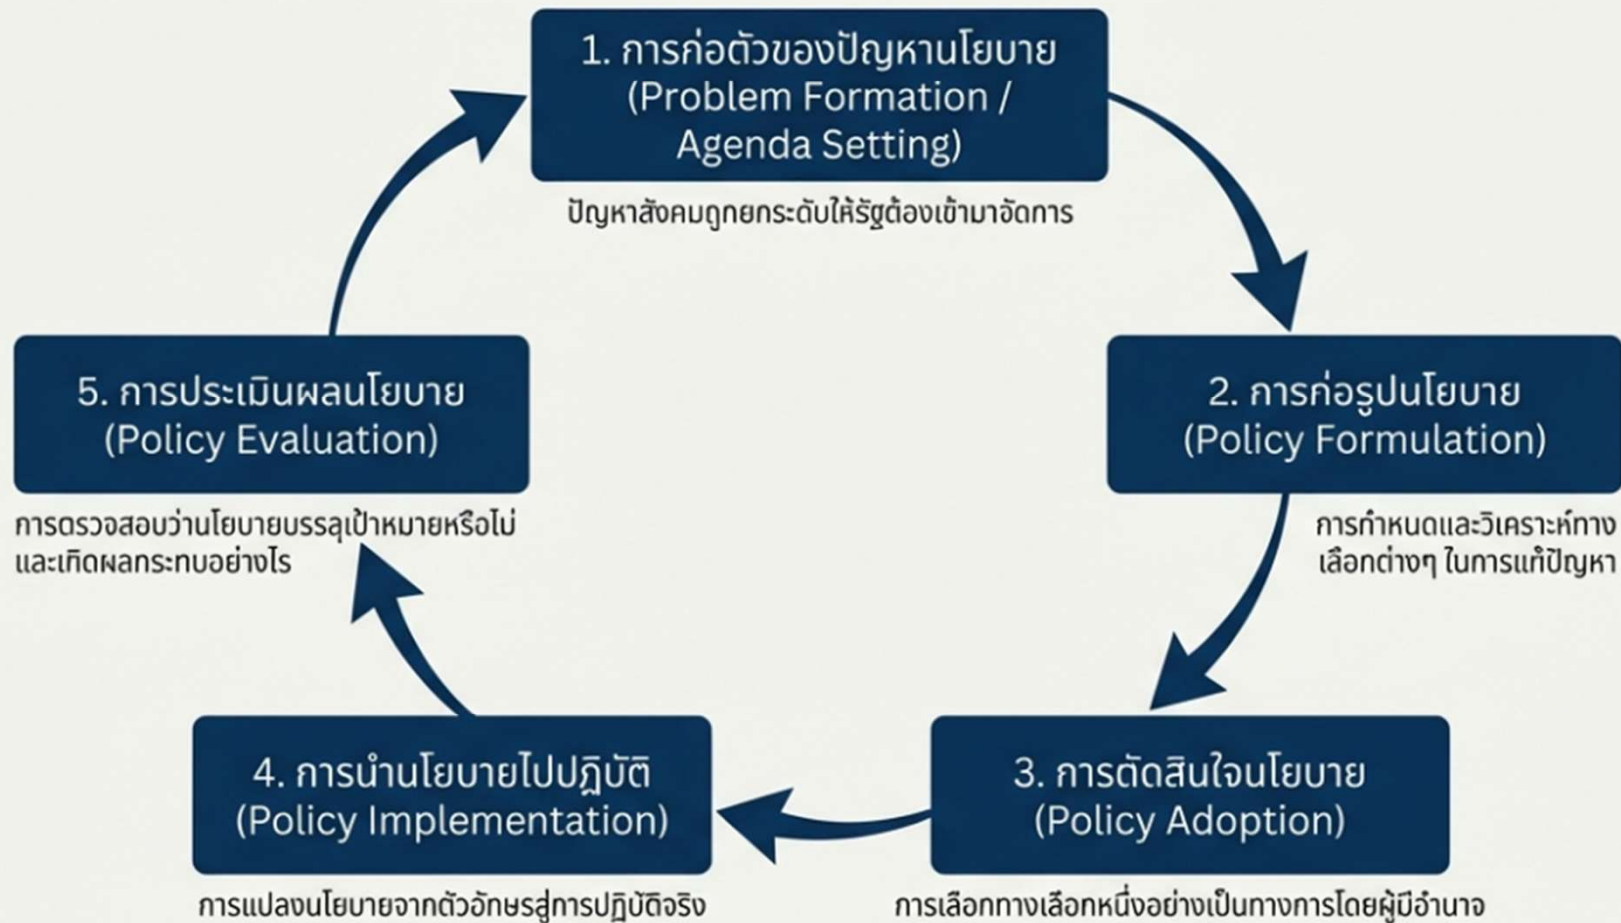 1. การก่อตัวของปัญหานโยบาย
(Problem Formation /
Agenda Setting)
ปัญหาสังคมถูกยกระดับให้รัฐต้องเข้ามาจัดการ
2. การก่อรูปนโยบาย
(Policy Formulation)
การกำหนดและวิเคราะห์ทาง
เลือกต่างๆ ในการแก้ปัญหา
3. การตัดสินใจนโยบาย
(Policy Adoption)
การเลือกทางเลือกหนึ่งอย่างเป็นทางการโดยผู้มีอำนาจ
4. การนำนโยบายไปปฏิบัติ
(Policy Implementation)
การแปลงนโยบายจากตัวอักษรสู่การปฏิบัติจริง
5. การประเมินผลนโยบาย
(Policy Evaluation)
การตรวจสอบว่านโยบายบรรลุเป้าหมายหรือไม่
และเกิดผลกระทบอย่างไร